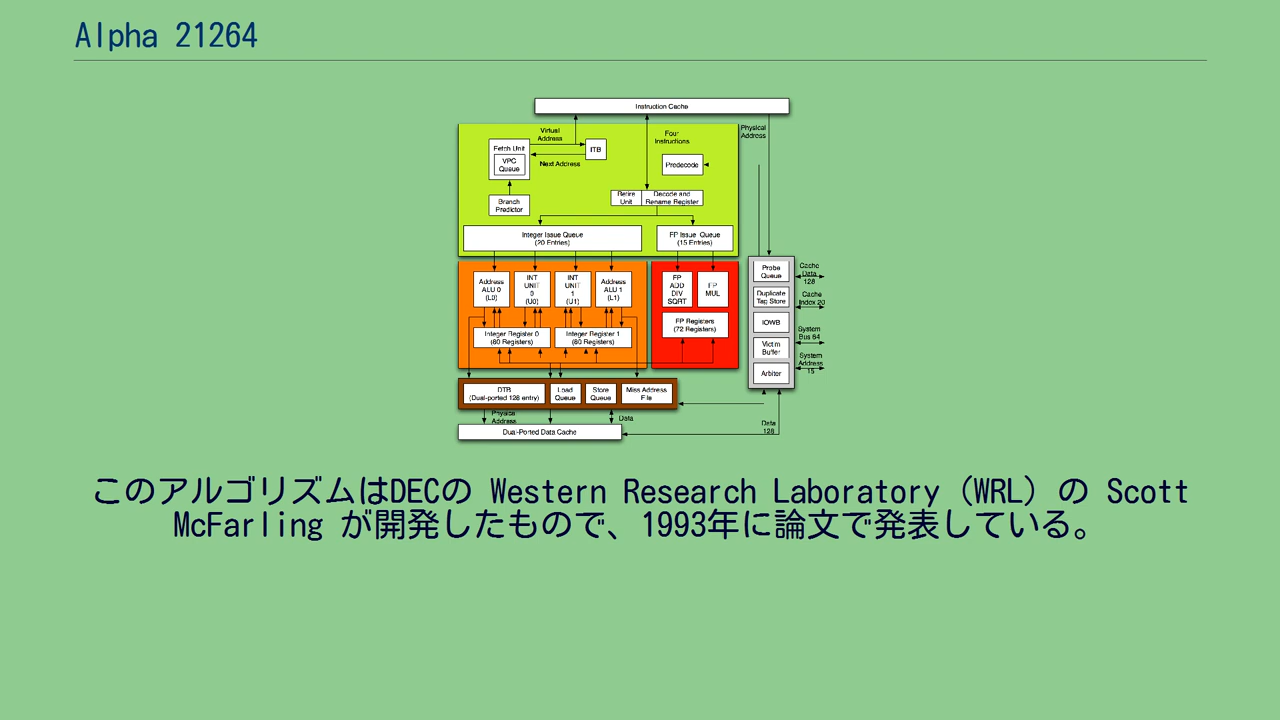 Alpha 21264
Instruction Cache
Virtual
Address
Four
Instructions
Physical
Address
Fetch Unit
VPC
Queue
ITB
Next Address
Predecode
Branch
Predictor
Retire
Unit
Decode and
Rename Register
Integer Issue Queue
(20 Entries)
FP Issue Queue
(15 Entries)
Address
ALU 0
(L0)
INT
UNIT
0
(U0)
INT
UNIT
1
(U1)
Address
ALU 1
(L1)
FP
ADD
DIV
SQRT
FP
MUL
Integer Register 0
(80 Registers)
Integer Register 1
(80 Registers)
FP Registers
(72 Registers)
Probe
Queue
Duplicate
Tag Store
IOWB
Victim
Buffer
Arbiter
Cache
Data
128
Cache
Index 20
System
Bus 64
System
Address
15
DTB
(Dual-ported 128 entry)
Load
Queue
Store
Queue
Miss Address
File
Physical
Address
Data
Data
128
Dual-Ported Data Cache
このアルゴリズムはDECの Western Research Laboratory（WRL）の Scott
McFarling が開発したもので、1993年に論文で発表している。